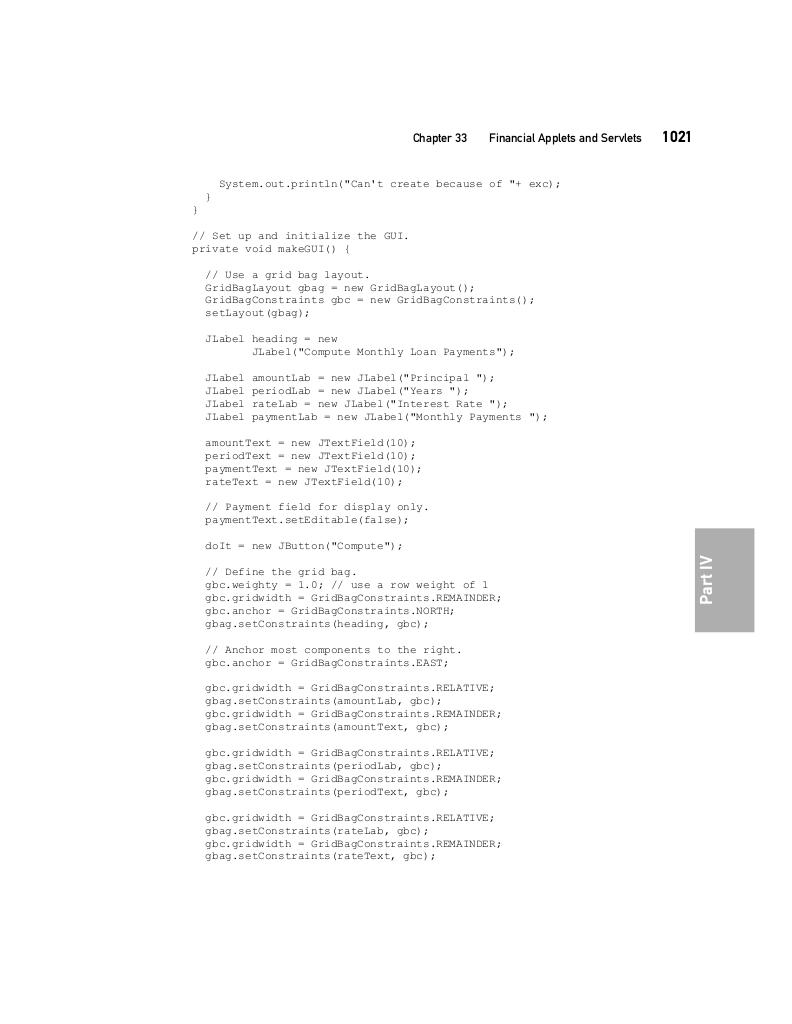 Chapter 33 Financial Applets and Servlets 1021
System.out.println("Can't create because of "+ exc);
}
}
// Set up and initialize the GUI.
private void makeGUI() {
// Use a grid bag layout.
GridBagLayout gbag = new GridBagLayout();
GridBagConstraints gbc = new GridBagConstraints();
setLayout(gbag);
JLabel heading = new
JLabel("Compute Monthly Loan Payments");
JLabel amountLab = new JLabel("Principal ");
JLabel periodLab = new JLabel("Years ");
JLabel rateLab = new JLabel("Interest Rate ");
JLabel paymentLab = new JLabel("Monthly Payments ");
amountText = new JTextField(10);
periodText = new JTextField(10);
paymentText = new JTextField(10);
rateText = new JTextField(10);
// Payment field for display only.
paymentText.setEditable(false);
doIt = new JButton("Compute");
// Define the grid bag.
gbc.weighty = 1.0; // use a row weight of 1
gbc.gridwidth = GridBagConstraints.REMAINDER;
gbc.anchor = GridBagConstraints.NORTH;
gbag.setConstraints(heading, gbc);
// Anchor most components to the right.
gbc.anchor = GridBagConstraints.EAST;
gbc.gridwidth = GridBagConstraints.RELATIVE;
gbag.setConstraints(amountLab, gbc);
gbc.gridwidth = GridBagConstraints.REMAINDER;
gbag.setConstraints(amountText, gbc);
gbc.gridwidth = GridBagConstraints.RELATIVE;
gbag.setConstraints(periodLab, gbc);
gbc.gridwidth = GridBagConstraints.REMAINDER;
gbag.setConstraints(periodText, gbc);
gbc.gridwidth = GridBagConstraints.RELATIVE;
gbag.setConstraints(rateLab, gbc);
gbc.gridwidth = GridBagConstraints.REMAINDER;
gbag.setConstraints(rateText, gbc);
Part IV